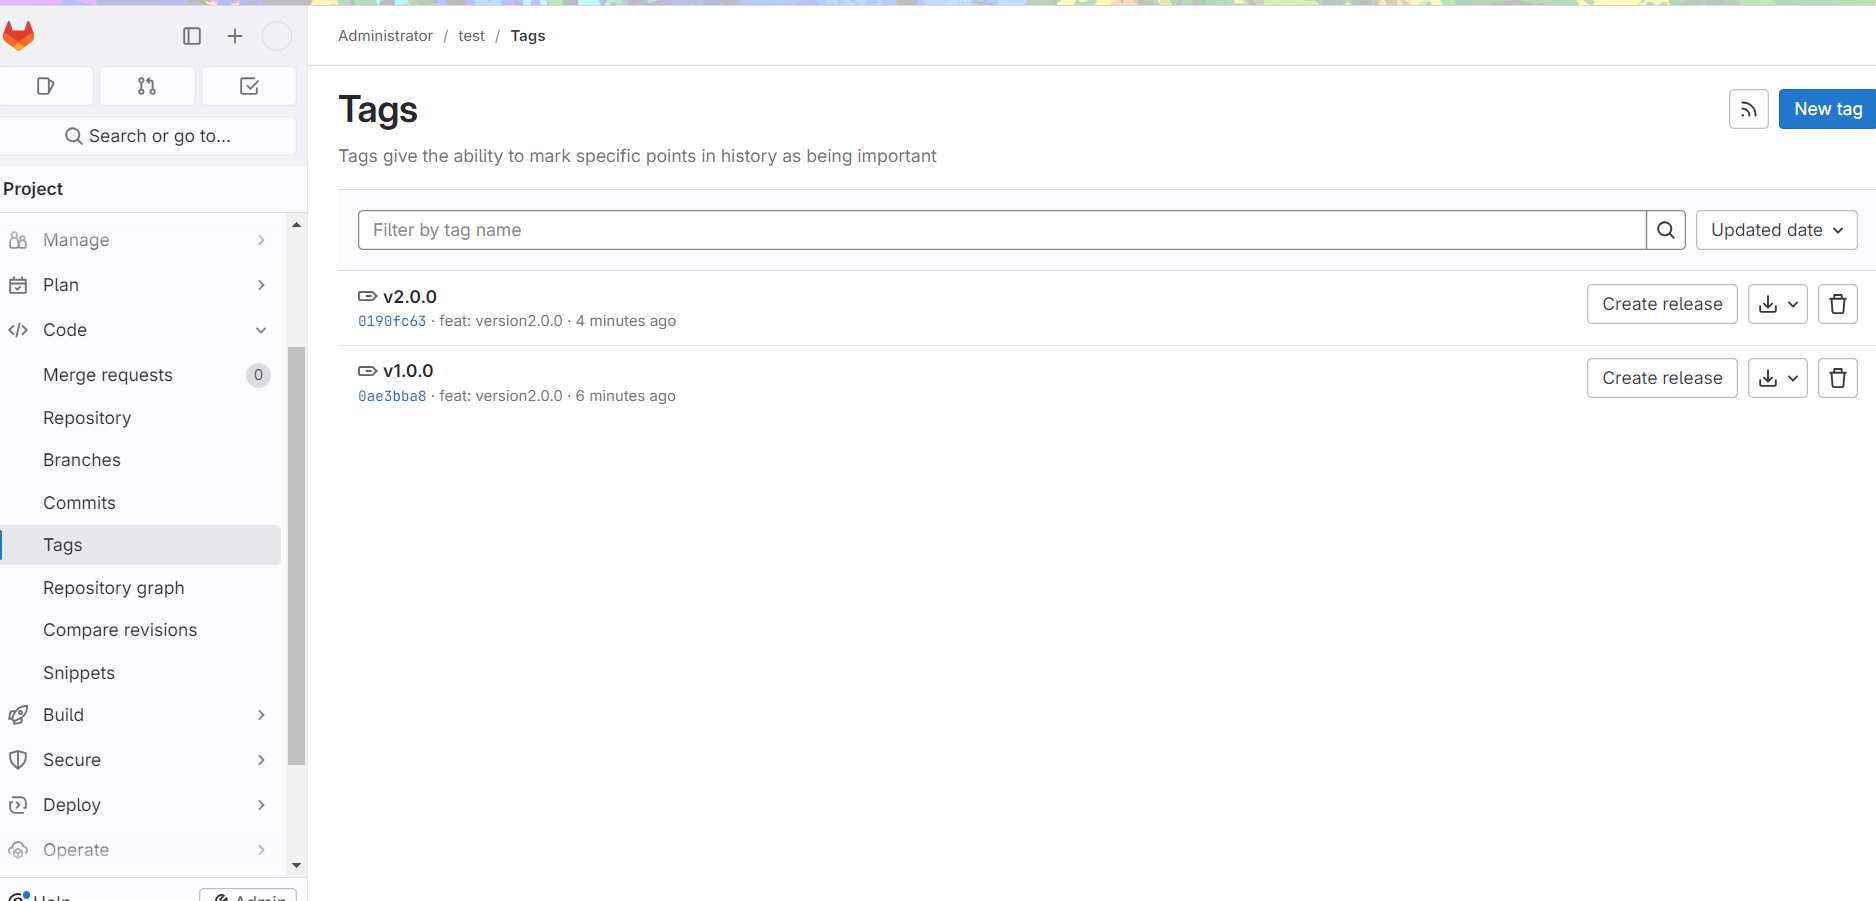 Administrator / test / Tags
Search or go to...
Project
Manage
Plan
Code
Merge requests 0
Repository
Branches
Commits
Tags
Repository graph
Compare revisions
Snippets
Build
Secure
Deploy
Operate
Help
Admin
Tags
New tag
Tags give the ability to mark specific points in history as being important
Filter by tag name
Updated date
v2.0.0
0190fc63 · feat: version2.0.0 · 4 minutes ago
Create release
v1.0.0
0ae3bba8 · feat: version2.0.0 · 6 minutes ago
Create release